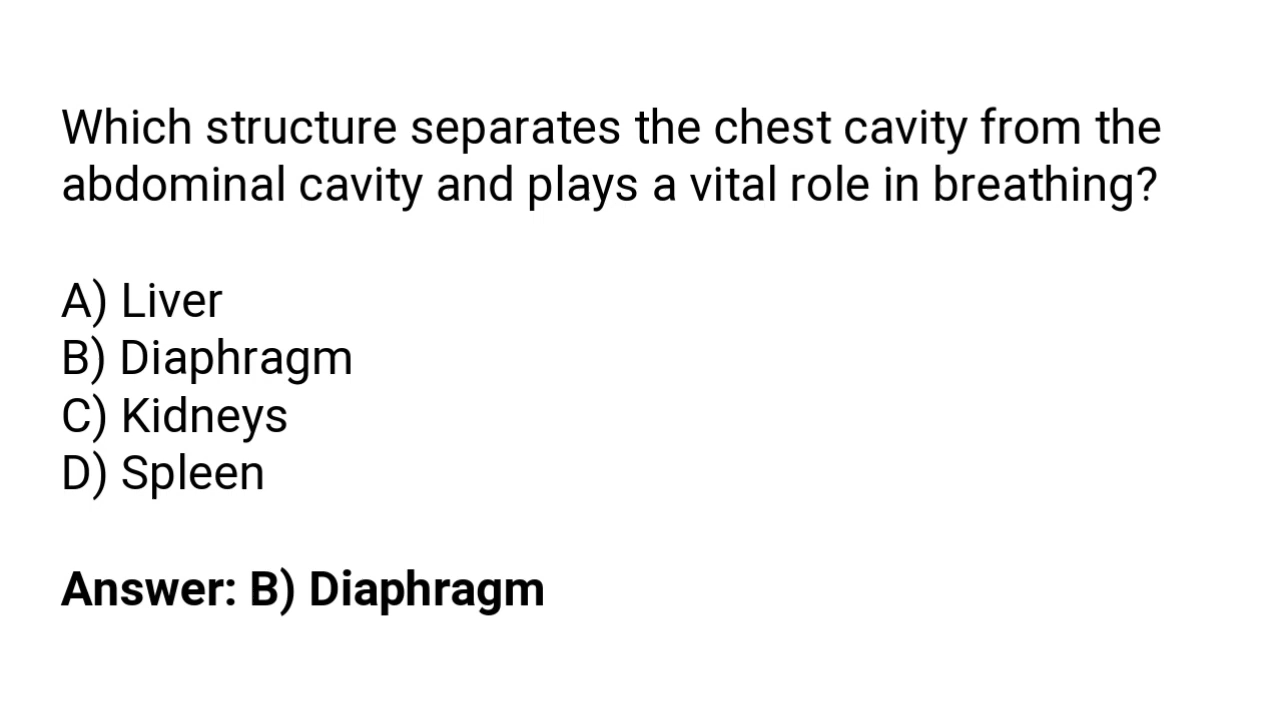 Which structure separates the chest cavity from the
abdominal cavity and plays a vital role in breathing?
A) Liver
B) Diaphragm
C) Kidneys
D) Spleen
Answer: B) Diaphragm